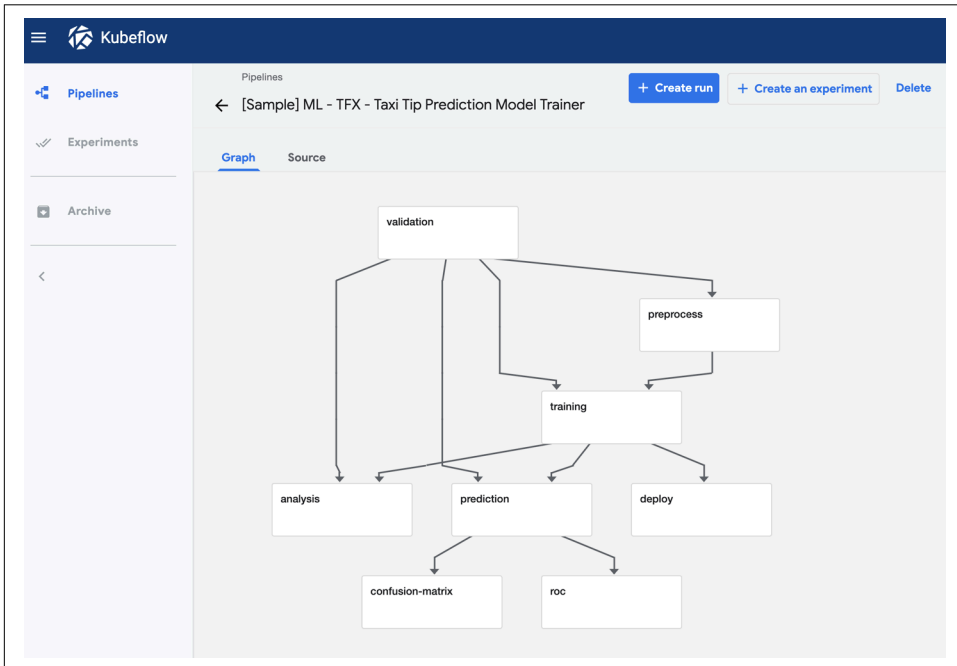 Kubeflow
Pipelines
Experiments
Archive
Pipelines
[Sample] ML - TFX - Taxi Tip Prediction Model Trainer
+ Create run
+ Create an experiment
Delete
Graph
Source
validation
preprocess
training
analysis
prediction
deploy
confusion-matrix
roc